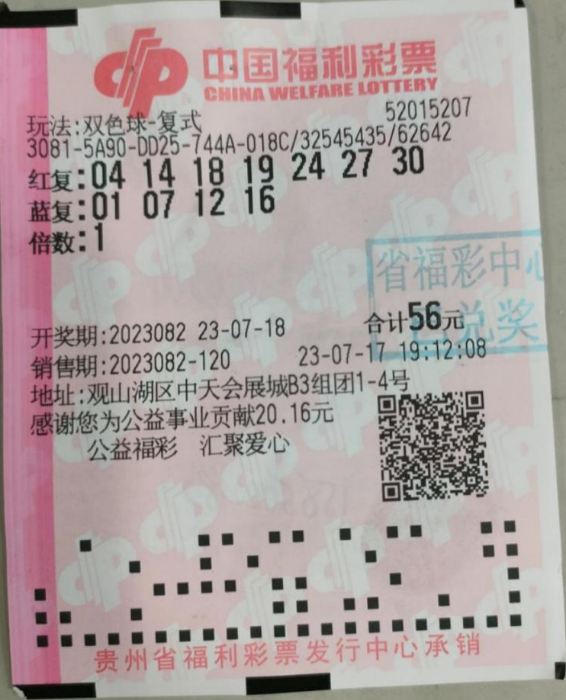 中国福利彩票
CHINA WELFARE LOTTERY
玩法:双色球-复式 52015207
3081-5A90-DD25-744A-018C/32545435/62642
红复:04 14 18 19 24 27 30
蓝复:01 07 12 16
倍数:1
省福彩中心
已兑奖
开奖期:2023082 23-07-18 合计56元
销售期:2023082-120 23-07-17 19:12:08
地址:观山湖区中天会展城B3组团1-4号
感谢您为公益事业贡献20.16元
公益福彩 汇聚爱心
贵州省福利彩票发行中心承销